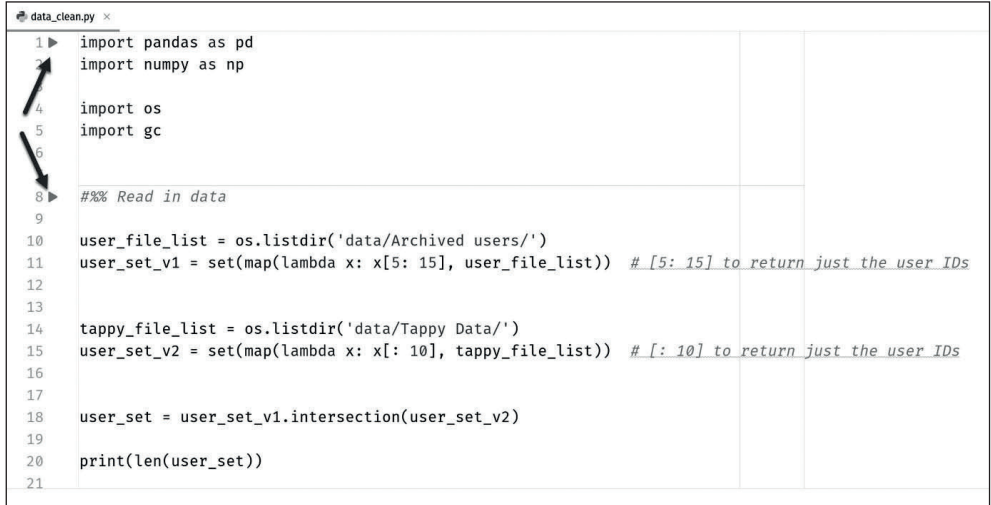 data_clean.py ×
1 import pandas as pd
2 import numpy as np
3
4 import os
5 import gc
6
8 #%% Read in data
9
10 user_file_list = os.listdir('data/Archived users/')
11 user_set_v1 = set(map(lambda x: x[5: 15], user_file_list))  # [5: 15] to return just the user IDs
12
13
14 tappy_file_list = os.listdir('data/Tappy Data/')
15 user_set_v2 = set(map(lambda x: x[: 10], tappy_file_list))  # [: 10] to return just the user IDs
16
17
18 user_set = user_set_v1.intersection(user_set_v2)
19
20 print(len(user_set))
21